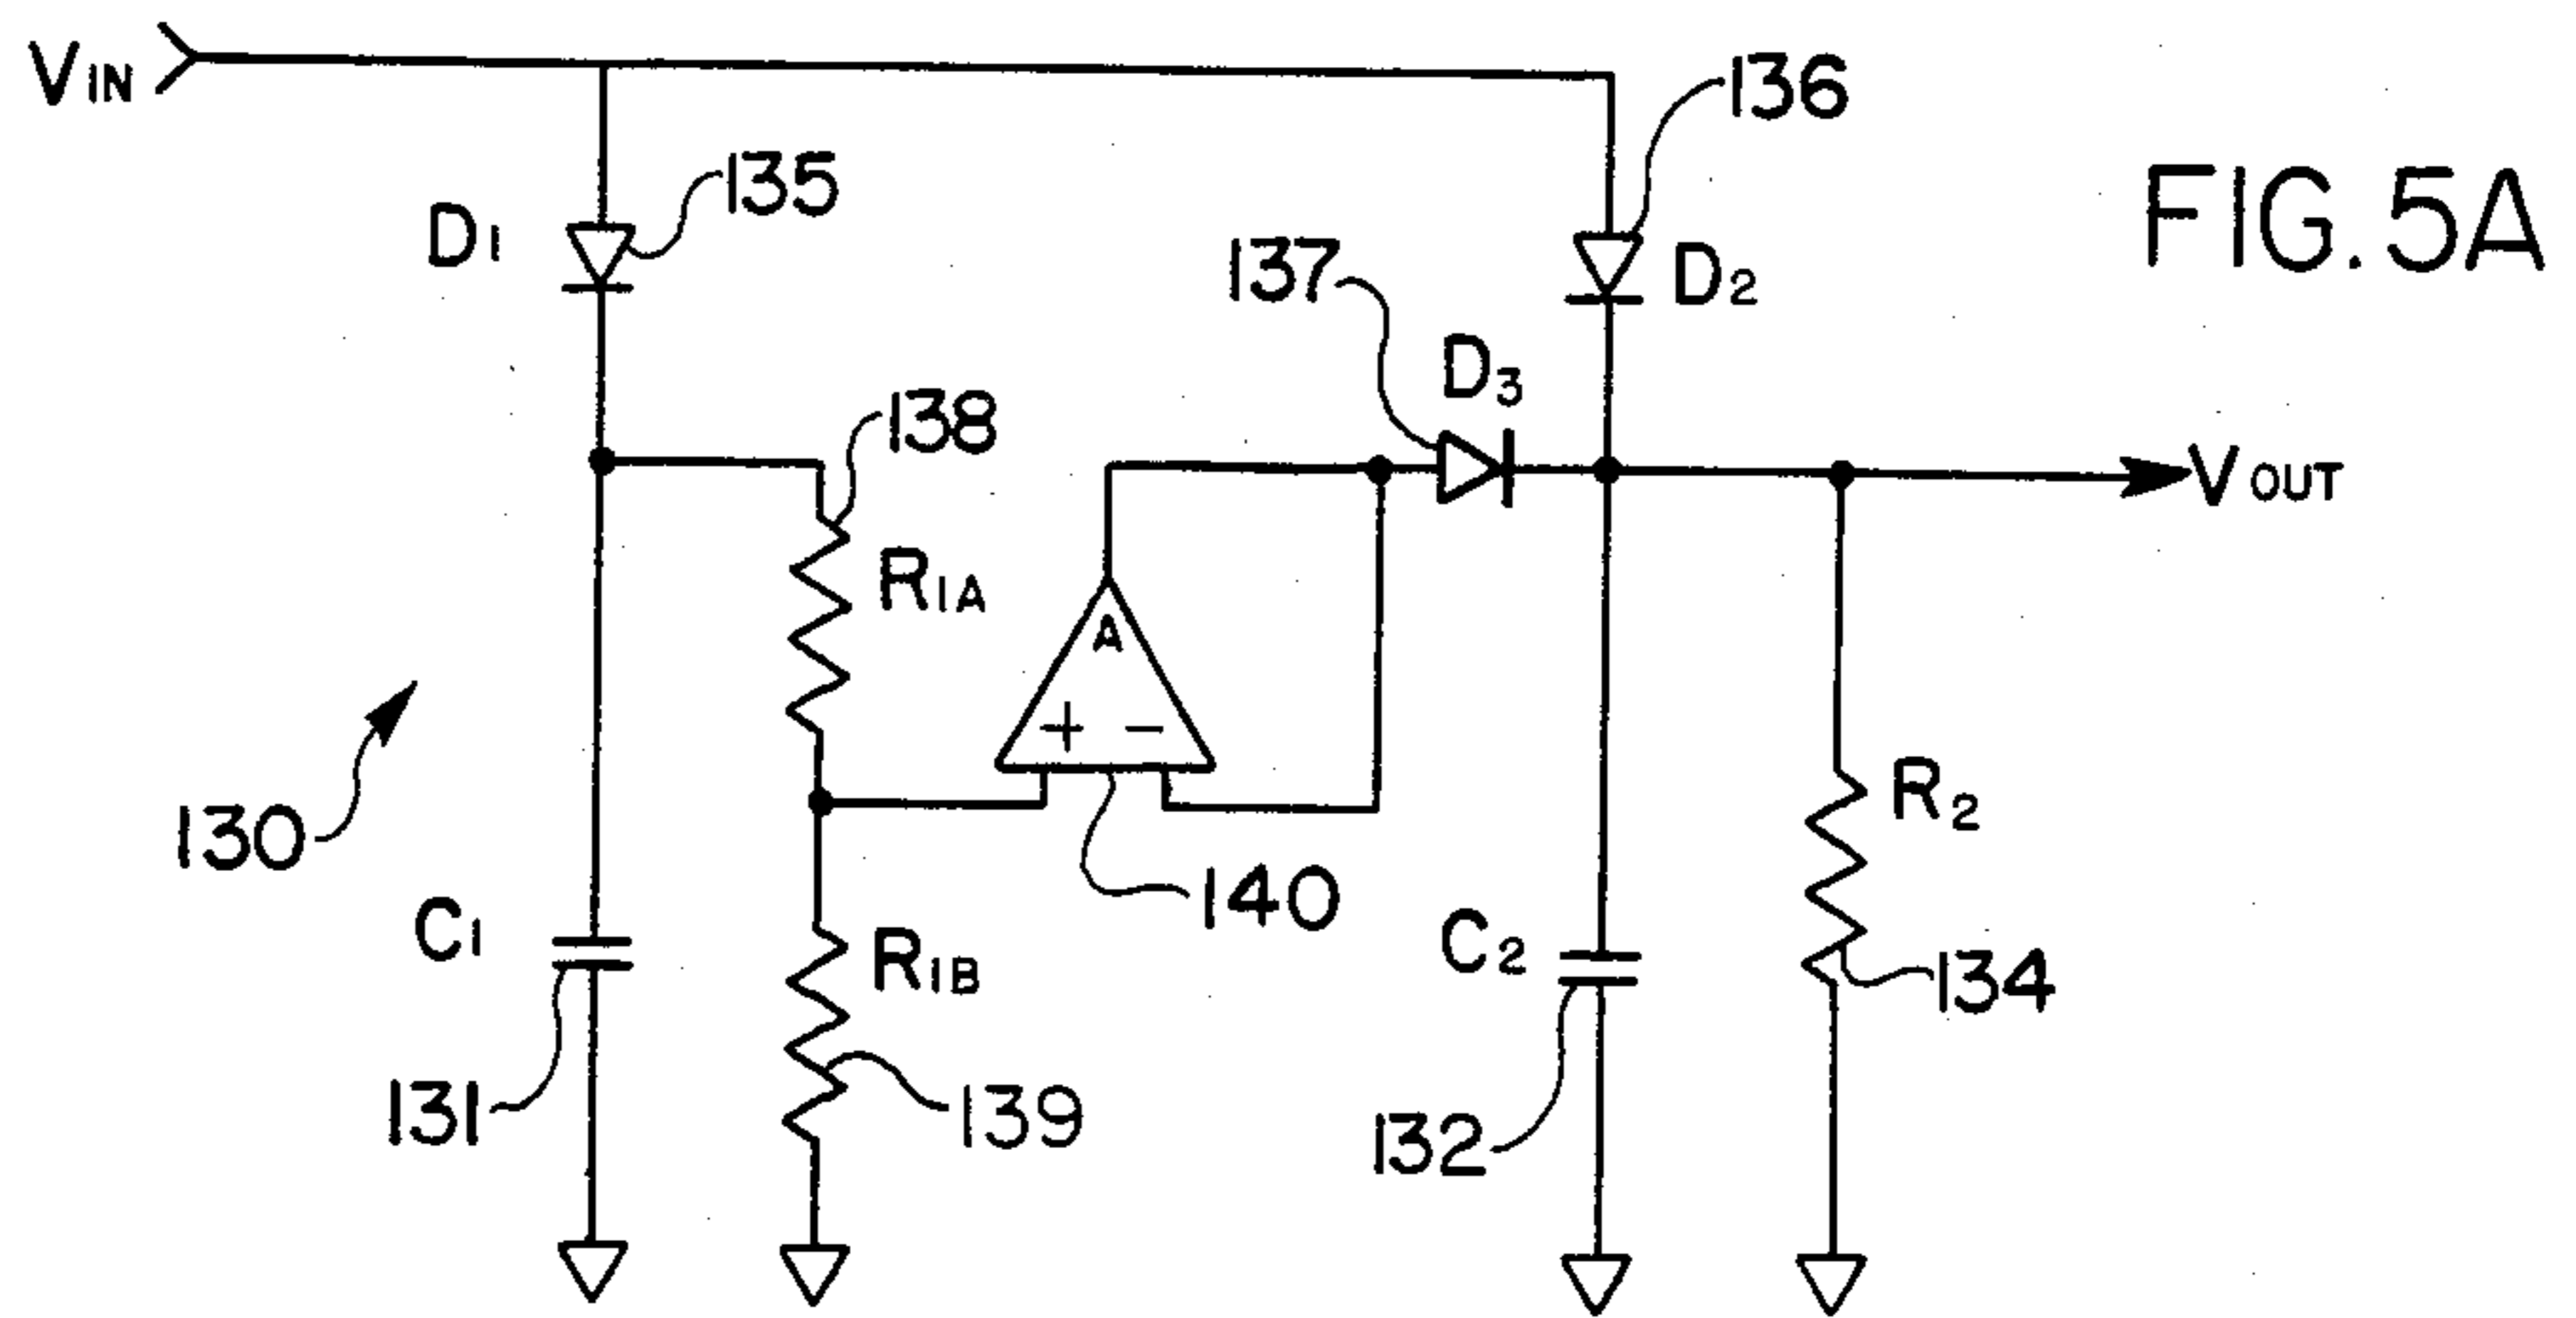 VIN
136
135
FIG. 5A
D1
137
D2
D3
138
VOUT
R1A
A
+ −
R2
130
140
C1
R1B
C2
134
131
139
132